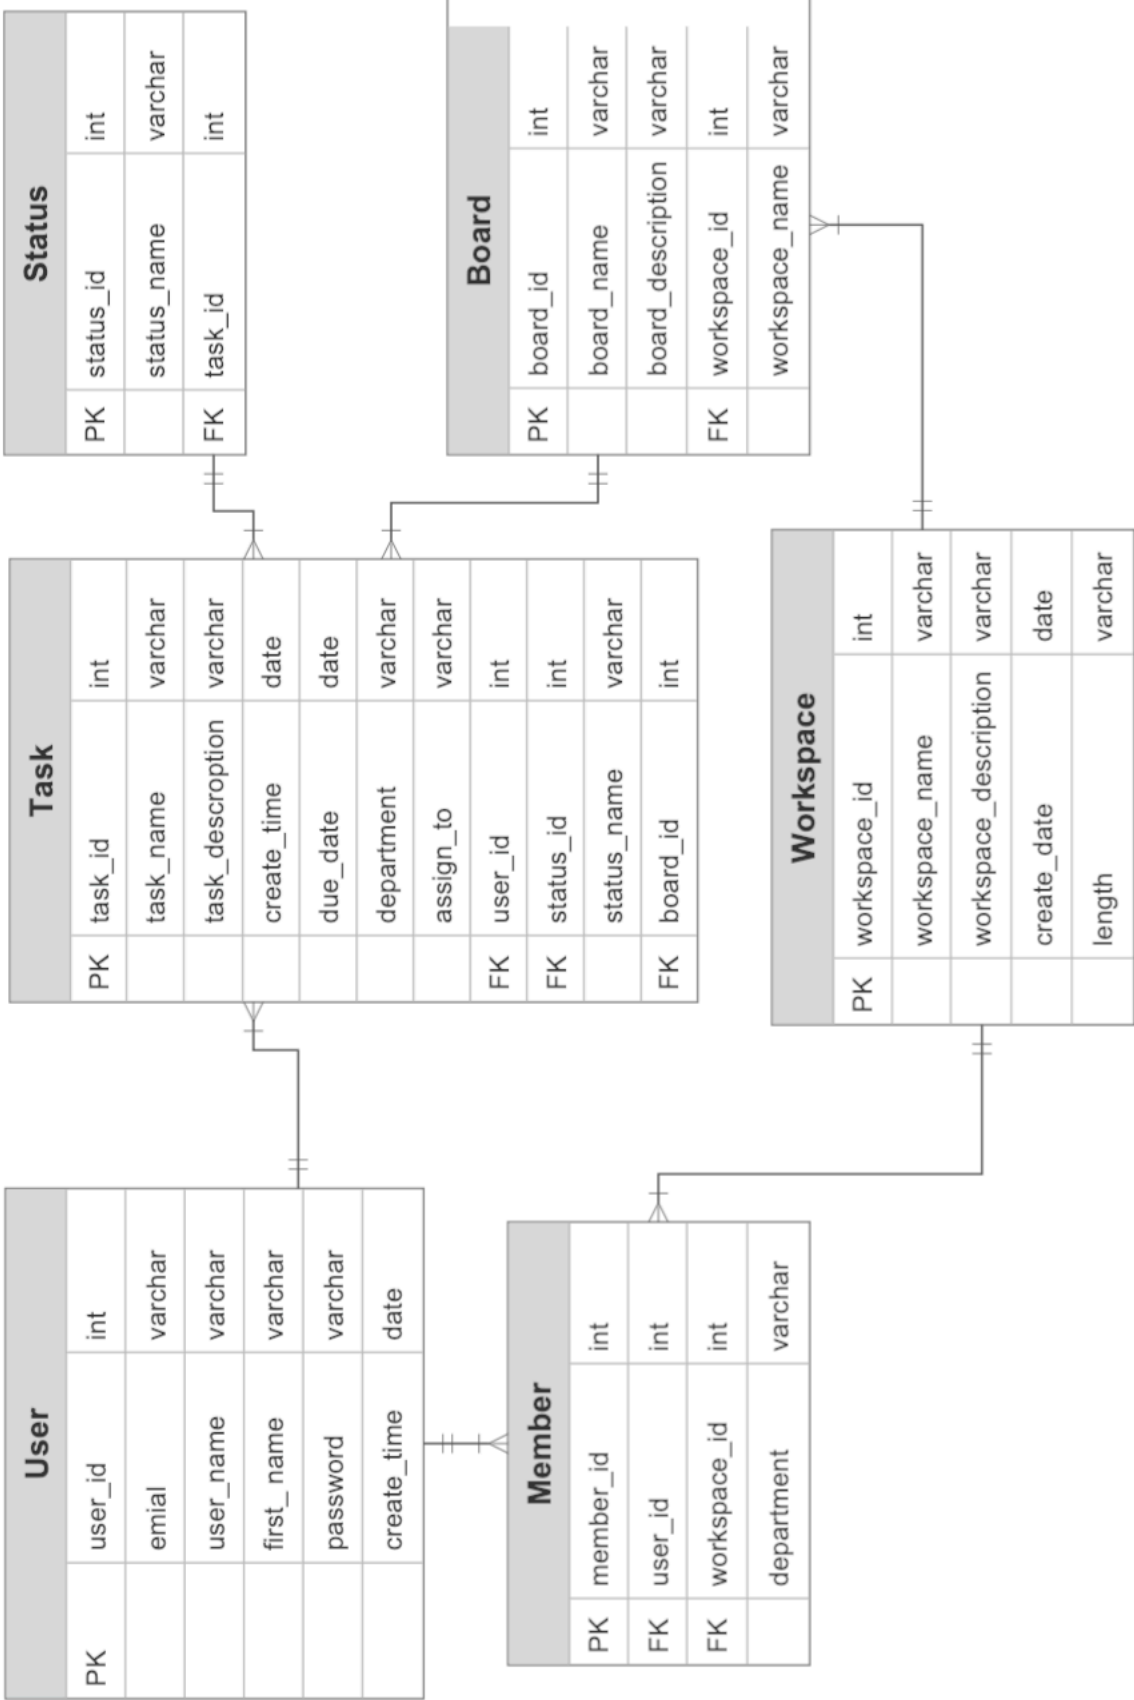 User
PK user_id int
emial varchar
user_name varchar
first_name varchar
password varchar
create_time date
Task
PK task_id int
task_name varchar
task_descroption varchar
create_time date
due_date date
department varchar
assign_to varchar
FK user_id int
FK status_id int
status_name varchar
FK board_id int
Status
PK status_id int
status_name varchar
FK task_id int
Member
PK member_id int
FK user_id int
FK workspace_id int
department varchar
Board
PK board_id int
board_name varchar
board_description varchar
FK workspace_id int
workspace_name varchar
Workspace
PK workspace_id int
workspace_name varchar
workspace_description varchar
create_date date
length varchar